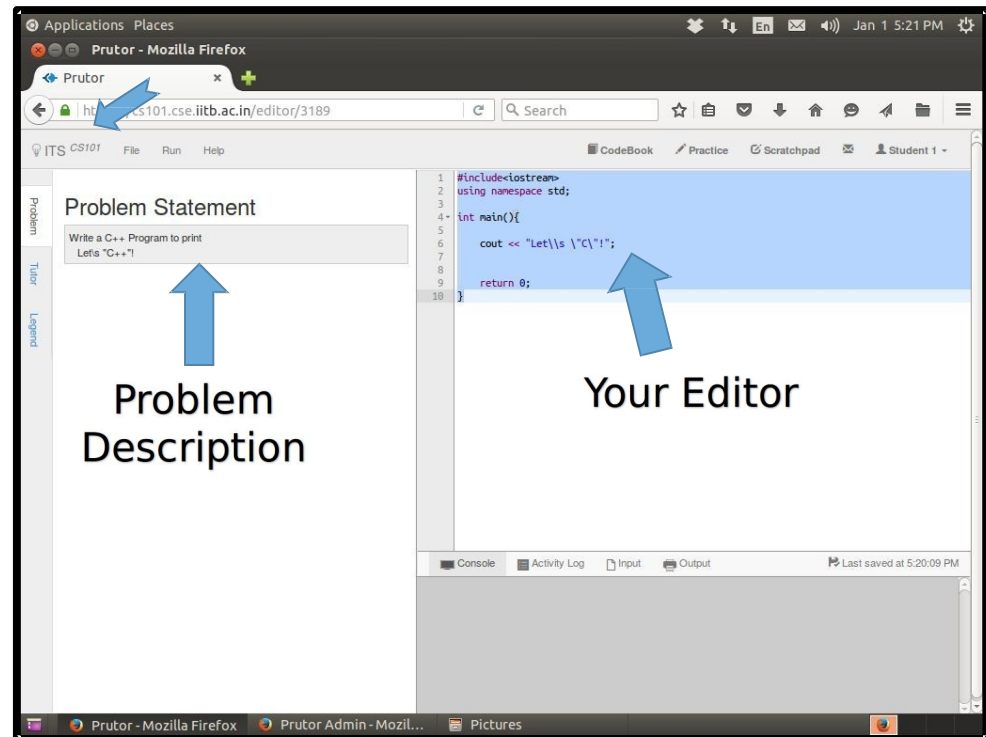 Applications Places En Jan 1 5:21 PM
Prutor - Mozilla Firefox
Prutor
cs101.cse.iitb.ac.in/editor/3189 Search
ITS CS101 File Run Help CodeBook Practice Scratchpad Student 1
Problem
Tutor
Legend
Problem Statement
Write a C++ Program to print
Let\s "C++"!
Problem
Description
1 #include<iostream>
2 using namespace std;
3
4 int main(){
5
6 cout << "Let\\s \"C\"!";
7
8
9 return 0;
10 }
Your Editor
Console Activity Log Input Output Last saved at 5:20:09 PM
Prutor - Mozilla Firefox Prutor Admin - Mozil... Pictures